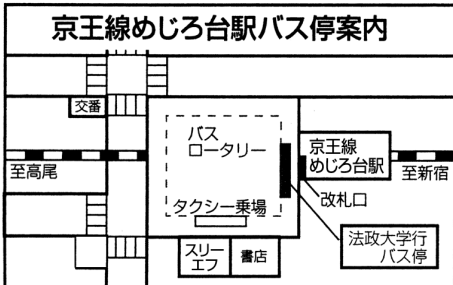 京王線めじろ台駅バス停案内
交番
バス
ロータリー
京王線
めじろ台駅
至高尾
至新宿
改札口
タクシー乗場
法政大学行
バス停
スリー
エフ
書店